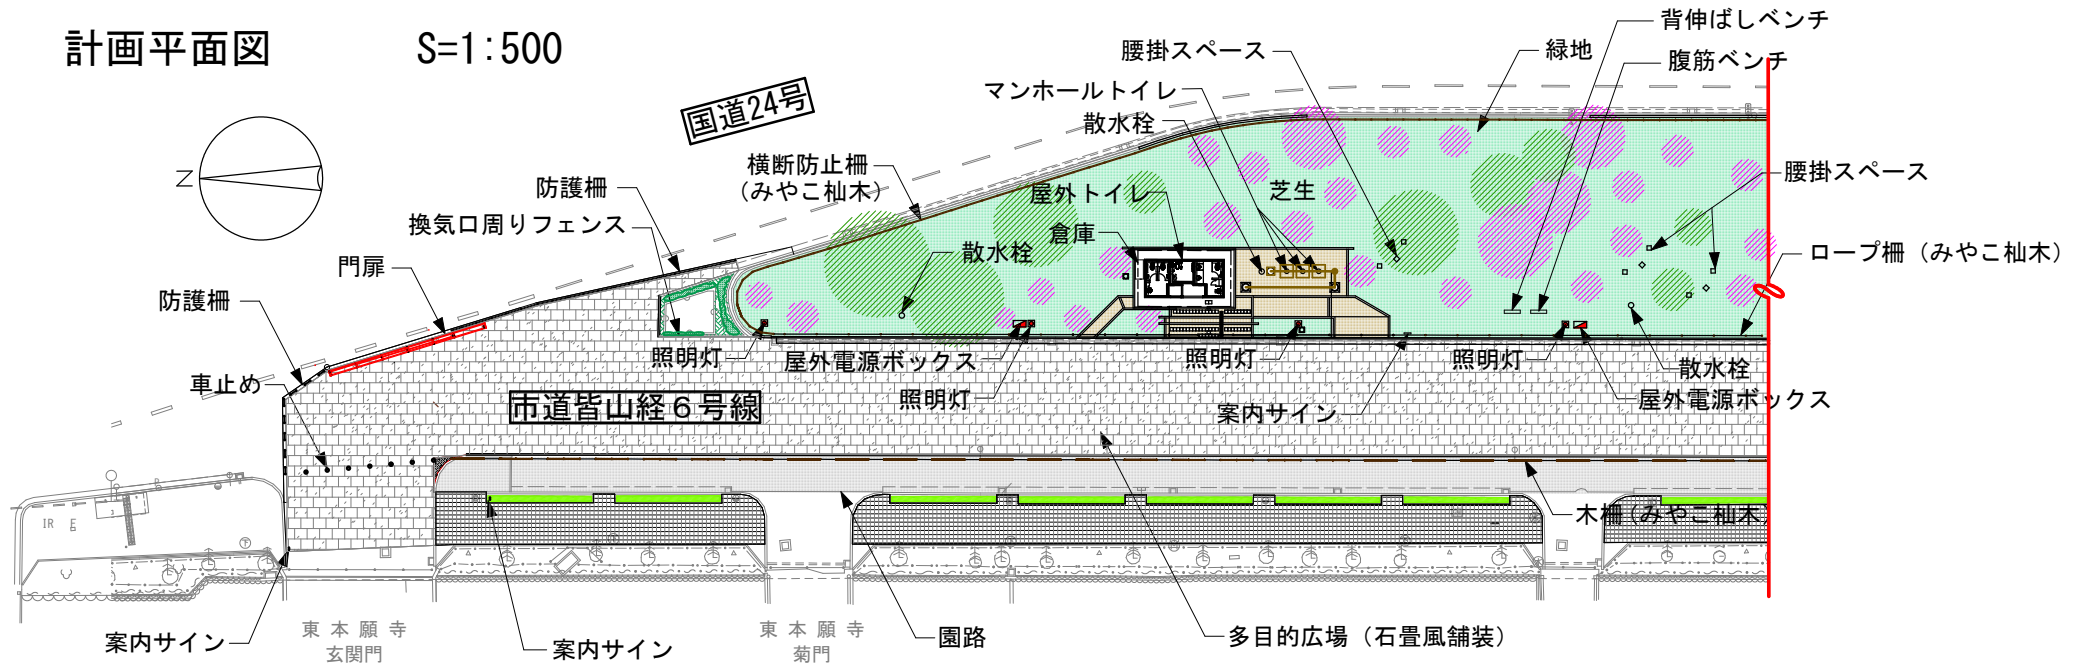 計画平面図 S=1:500
国道24号
N
背伸ばしベンチ
腰掛スペース
緑地
腹筋ベンチ
マンホールトイレ
散水栓
横断防止柵
(みやこ杣木)
防護柵
換気口周りフェンス
屋外トイレ
芝生
腰掛スペース
倉庫
散水栓
ロープ柵（みやこ杣木）
門扉
防護柵
車止め
照明灯
屋外電源ボックス
照明灯
照明灯
散水栓
市道皆山経６号線
照明灯
案内サイン
屋外電源ボックス
木柵(みやこ杣木)
案内サイン
東本願寺
玄関門
案内サイン
東本願寺
菊門
園路
多目的広場（石畳風舗装）